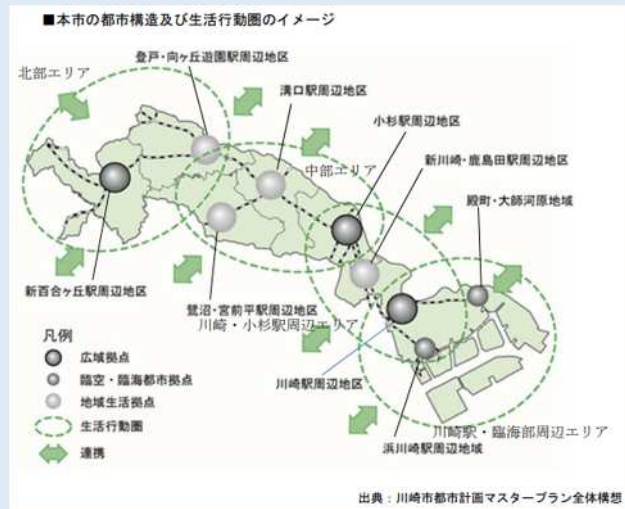 ■本市の都市構造及び生活行動圏のイメージ
登戸・向ヶ丘遊園駅周辺地区
北部エリア
溝口駅周辺地区
小杉駅周辺地区
新川崎・鹿島田駅周辺地区
中部エリア
殿町・大師河原地域
新百合ヶ丘駅周辺地区
鷺沼・宮前平駅周辺地区
川崎・小杉駅周辺エリア
凡例
広域拠点
臨空・臨海都市拠点
地域生活拠点
生活行動圏
連携
川崎駅周辺地区
川崎駅・臨海部周辺エリア
浜川崎駅周辺地域
出典：川崎市都市計画マスタープラン全体構想